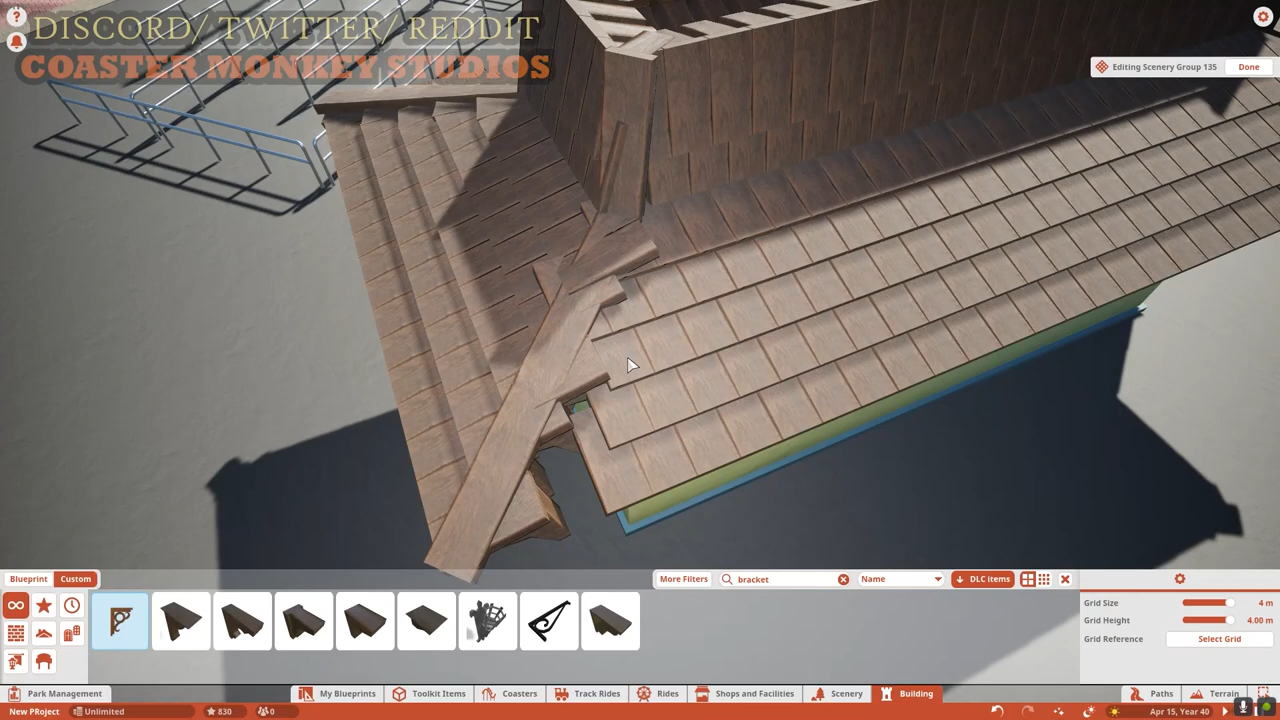 DISCORD/ TWITTER/ REDDIT
COASTER MONKEY STUDIOS
Editing Scenery Group 135 Done
Blueprint Custom More Filters bracket Name DLC items
Grid Size 4 m
Grid Height 4.00 m
Grid Reference Select Grid
Park Management My Blueprints Toolkit Items Coasters Track Rides Rides Shops and Facilities Scenery Building Paths Terrain
New PRoject Unlimited 830 0 Apr 15, Year 40